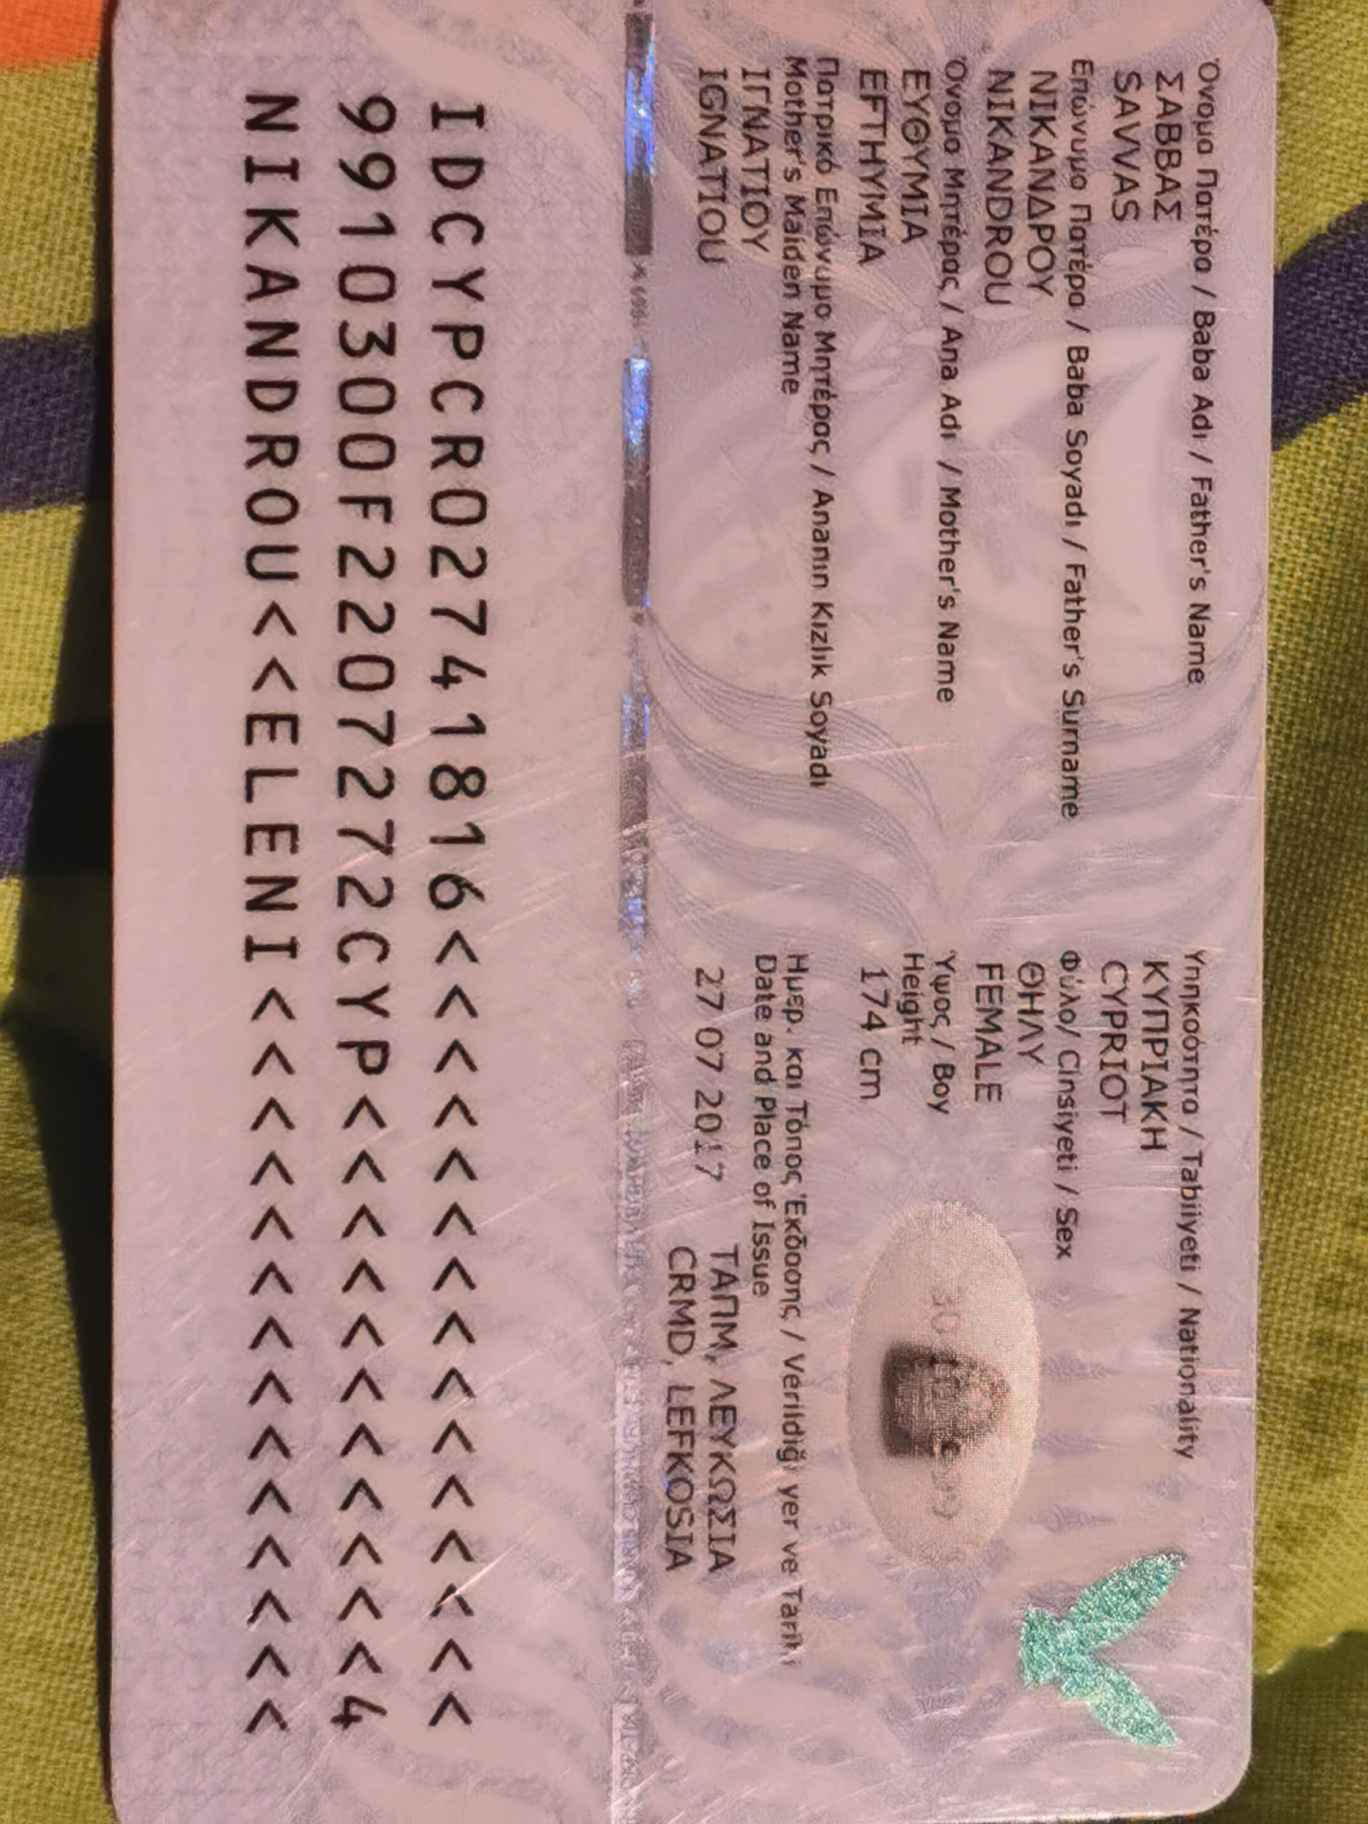 Όνομα Πατέρα / Baba Adı / Father's Name
ΣΑΒΒΑΣ
SAVVAS
Επώνυμο Πατέρα / Baba Soyadı / Father's Surname
ΝΙΚΑΝΔΡΟΥ
NIKANDROU
Όνομα Μητέρας / Ana Adı / Mother's Name
ΕΥΘΥΜΙΑ
EFTHYMIA
Πατρικό Επώνυμο Μητέρας / Ananın Kızlık Soyadı
Mother's Maiden Name
ΙΓΝΑΤΙΟΥ
IGNATIOU
Υπηκοότητα / Tabiiyeti / Nationality
ΚΥΠΡΙΑΚΗ
CYPRIOT
Φύλο/ Cinsiyeti / Sex
ΘΗΛΥ
FEMALE
Ύψος / Boy
Height
174 cm
Ημερ. και Τόπος Έκδοσης / Verildiği yer ve Tarihi
Date and Place of Issue
27 07 2017 ΤΑΠΜ, ΛΕΥΚΩΣΙΑ
CRMD, LEFKOSIA
IDCYPCR02741816<<<<<<<<<<<<<<<
9910300F2207272CYP<<<<<<<<<<<4
NIKANDROU<<ELENI<<<<<<<<<<<<<<